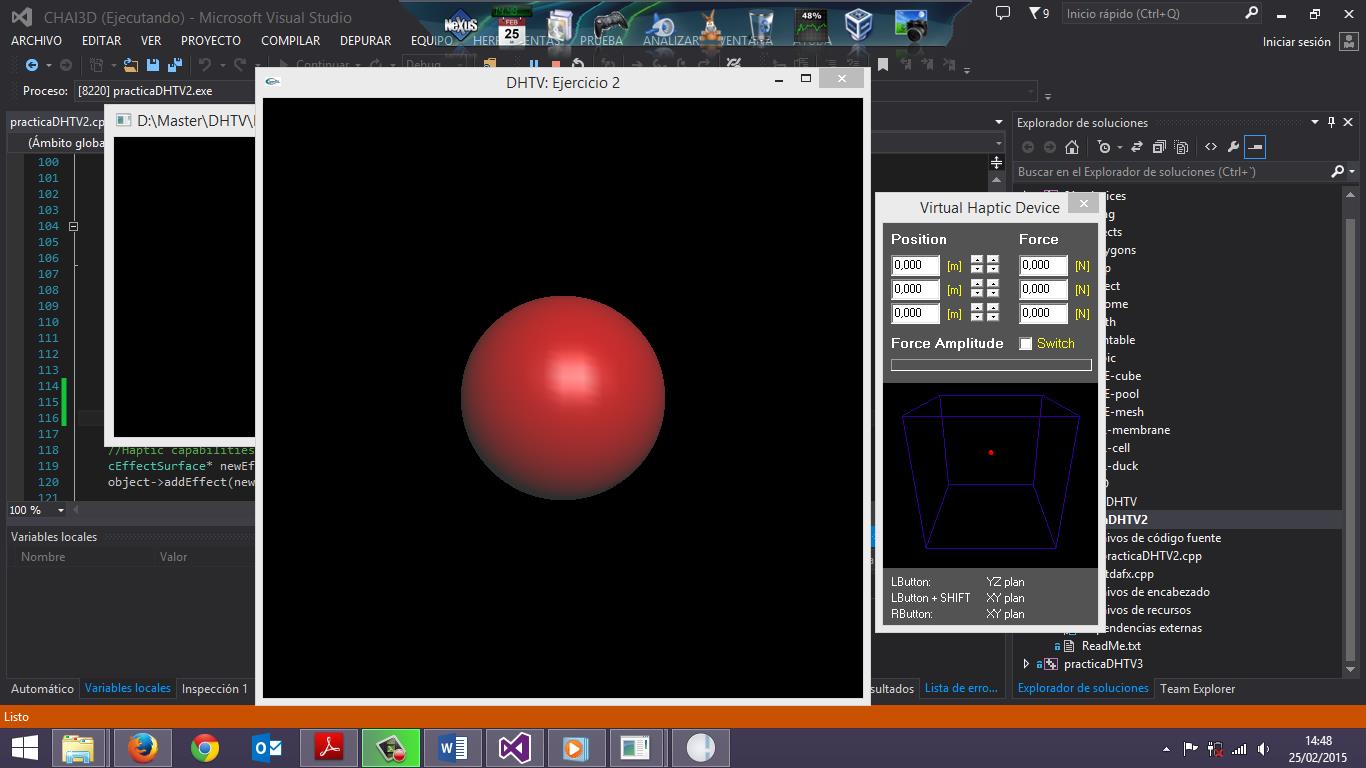 CHAI3D (Ejecutando) - Microsoft Visual Studio
NeXuS
FEB
25
48%
9
Inicio rápido (Ctrl+Q)
ARCHIVO EDITAR VER PROYECTO COMPILAR DEPURAR EQUIPO HERRAMIENTAS PRUEBA ANALIZAR VENTANA AYUDA
Iniciar sesión
Continuar
Debug
Proceso: [8220] practicaDHTV2.exe
DHTV: Ejercicio 2
practicaDHTV2.cp
D:\Master\DHTV\
(Ámbito globa
100
101
102
103
104
105
106
107
108
109
110
111
112
113
114
115
116
117
118 //Haptic capabilities
119 cEffectSurface* newEf
120 object->addEffect(new
121
100 %
Variables locales
Nombre Valor
Automático Variables locales Inspección 1
sultados Lista de erro...
Listo
Virtual Haptic Device
Position Force
0,000 [m] 0,000 [N]
0,000 [m] 0,000 [N]
0,000 [m] 0,000 [N]
Force Amplitude Switch
LButton: YZ plan
LButton + SHIFT XY plan
RButton: XY plan
Explorador de soluciones
Buscar en el Explorador de soluciones (Ctrl+`)
ices
ng
ects
ygons
p
ect
ome
th
ntable
pic
E-cube
E-pool
E-mesh
-membrane
-cell
-duck
DHTV
aDHTV2
ivos de código fuente
practicaDHTV2.cpp
tdafx.cpp
ivos de encabezado
ivos de recursos
pendencias externas
ReadMe.txt
practicaDHTV3
Explorador de soluciones Team Explorer
14:48
25/02/2015